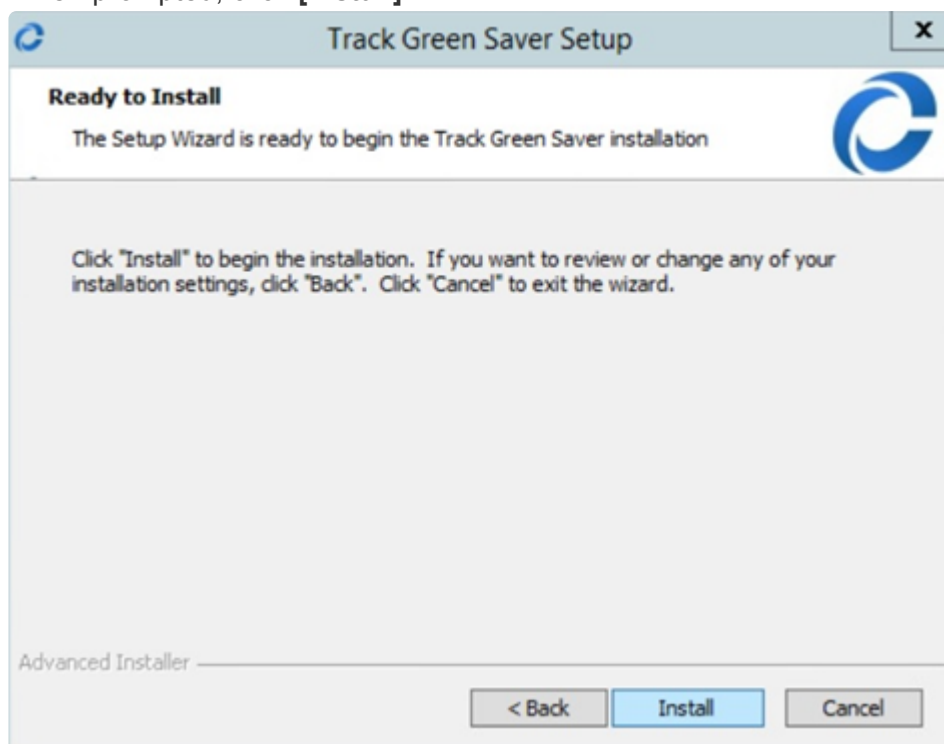 Track Green Saver Setup
x
Ready to Install
The Setup Wizard is ready to begin the Track Green Saver installation
Click "Install" to begin the installation. If you want to review or change any of your
installation settings, click "Back". Click "Cancel" to exit the wizard.
Advanced Installer
< Back Install Cancel